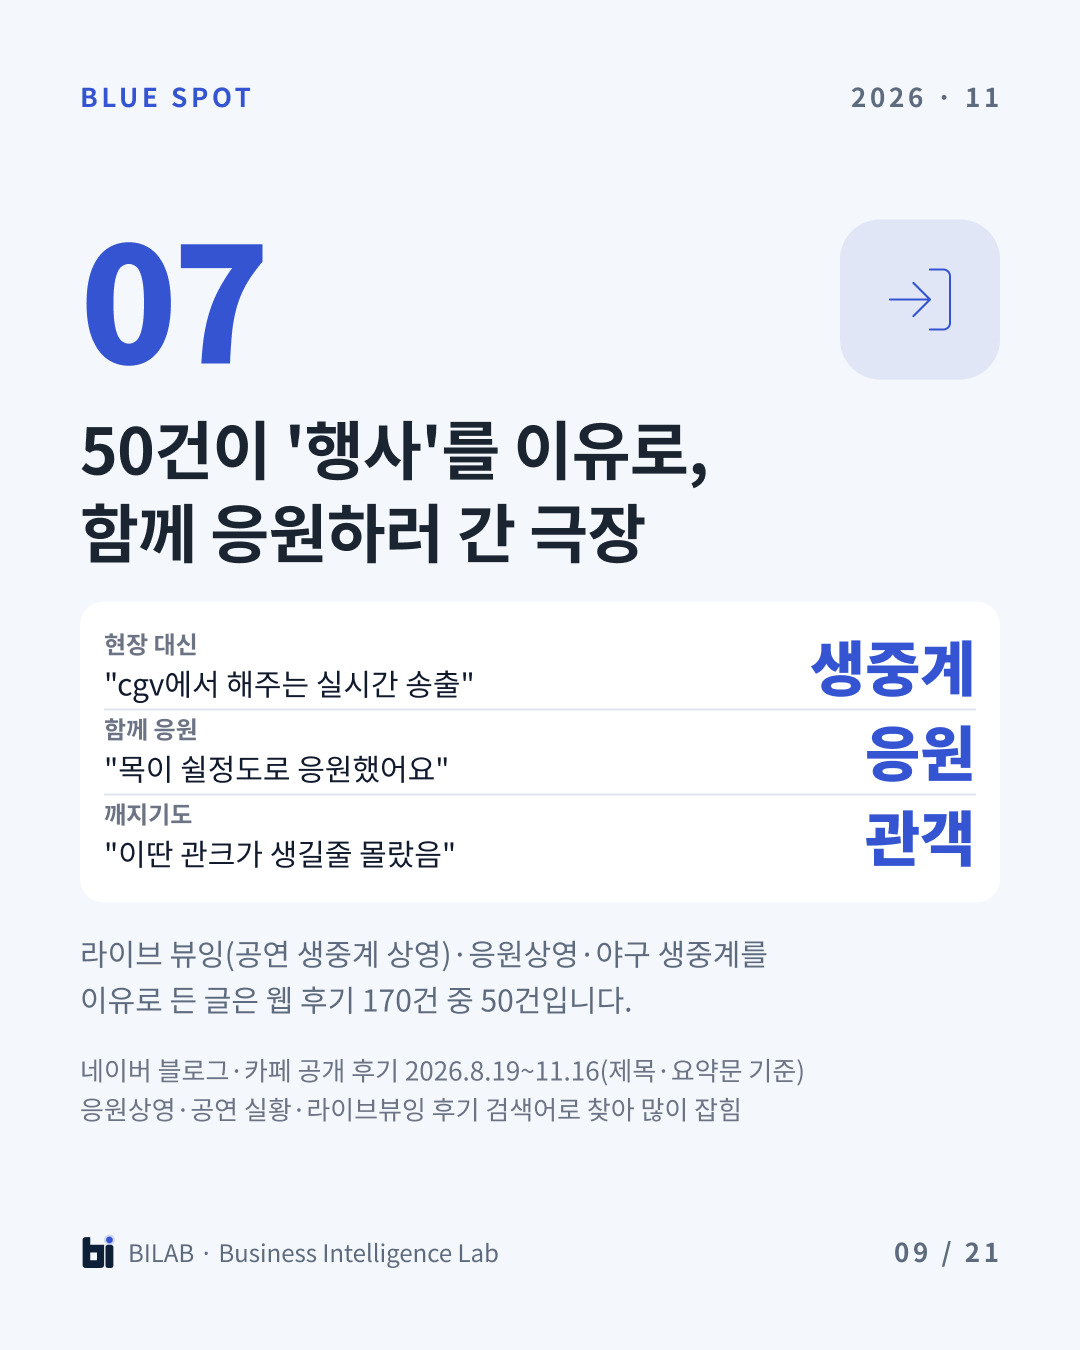 BLUE SPOT
2026 · 11
07
50건이 '행사'를 이유로,
함께 응원하러 간 극장
현장 대신
"cgv에서 해주는 실시간 송출"
생중계
함께 응원
"목이 쉴정도로 응원했어요"
응원
깨지기도
"이딴 관크가 생길줄 몰랐음"
관객
라이브 뷰잉(공연 생중계 상영)·응원상영·야구 생중계를
이유로 든 글은 웹 후기 170건 중 50건입니다.
네이버 블로그·카페 공개 후기 2026.8.19~11.16(제목·요약문 기준)
응원상영·공연 실황·라이브뷰잉 후기 검색어로 찾아 많이 잡힘
bi BILAB · Business Intelligence Lab
09 / 21